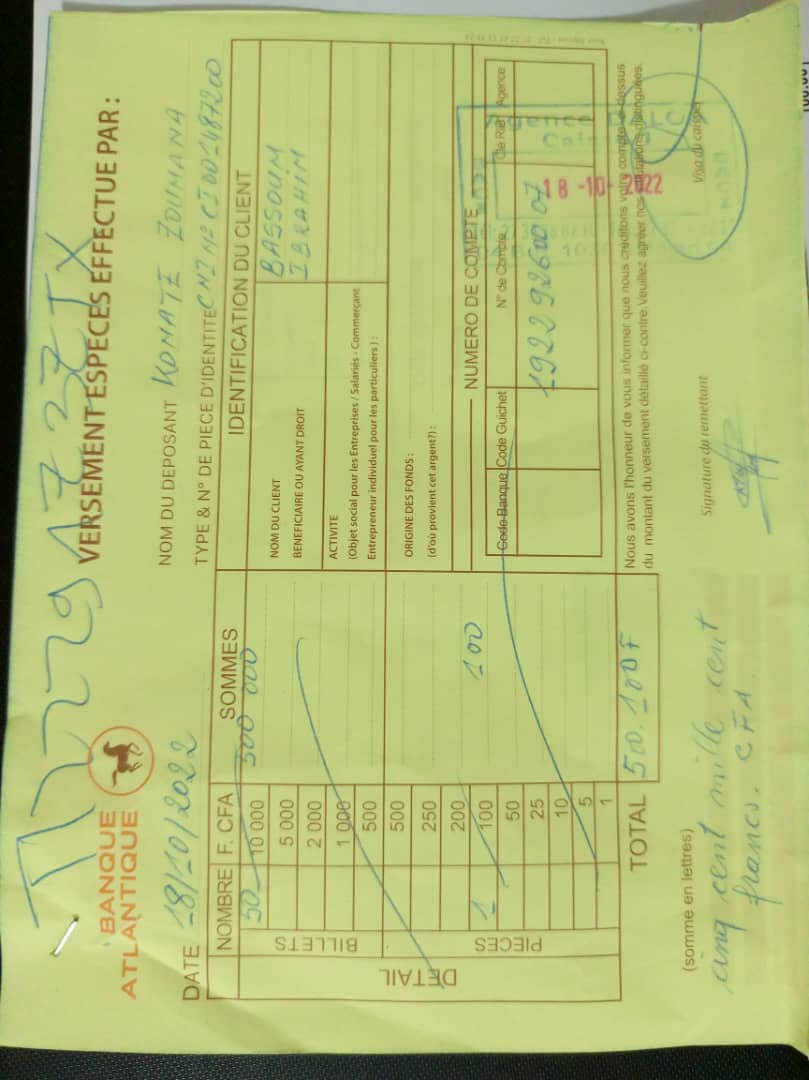 BANQUE
ATLANTIQUE
VERSEMENT ESPECES EFFECTUE PAR :
DATE 18/10/2022
NOM DU DEPOSANT KONATE ZOUMANA
TYPE & N° DE PIECE D'IDENTITE CNI N° CI001487200
NOMBRE F. CFA SOMMES
DETAIL
BILLETS
50 10 000 500 000
5 000
2 000
1 000
500
PIECES
500
250
200
1 100 100
50
25
10
5
1
TOTAL 500.100F
IDENTIFICATION DU CLIENT
NOM DU CLIENT BASSOUM
BENEFICIAIRE OU AYANT DROIT IBRAHIM
ACTIVITE
(Objet social pour les Entreprises / Salariés - Commerçant
Entrepreneur individuel pour les particuliers) :
ORIGINE DES FONDS :
(d'où provient cet argent?) :
NUMERO DE COMPTE
Code Banque Code Guichet N° de Compte Clé Rib Agence
192292600 07
Agence DALOA
18 -10- 2022
Nous avons l'honneur de vous informer que nous créditons votre compte ci-dessus
du montant du versement détaillé ci-contre. Veuillez agréer nos salutations distinguées.
(somme en lettres)
cinq cent mille cent
francs. CFA.
Signature du remettant
Visa du caissier